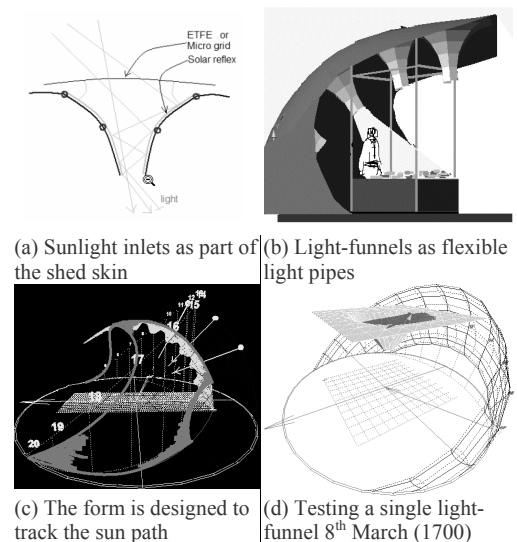 ETFE or
Micro grid
Solar reflex
light
(a) Sunlight inlets as part of
the shed skin
(b) Light-funnels as flexible
light pipes
15
16
17
18
19
20
(c) The form is designed to
track the sun path
(d) Testing a single light-
funnel 8th March (1700)